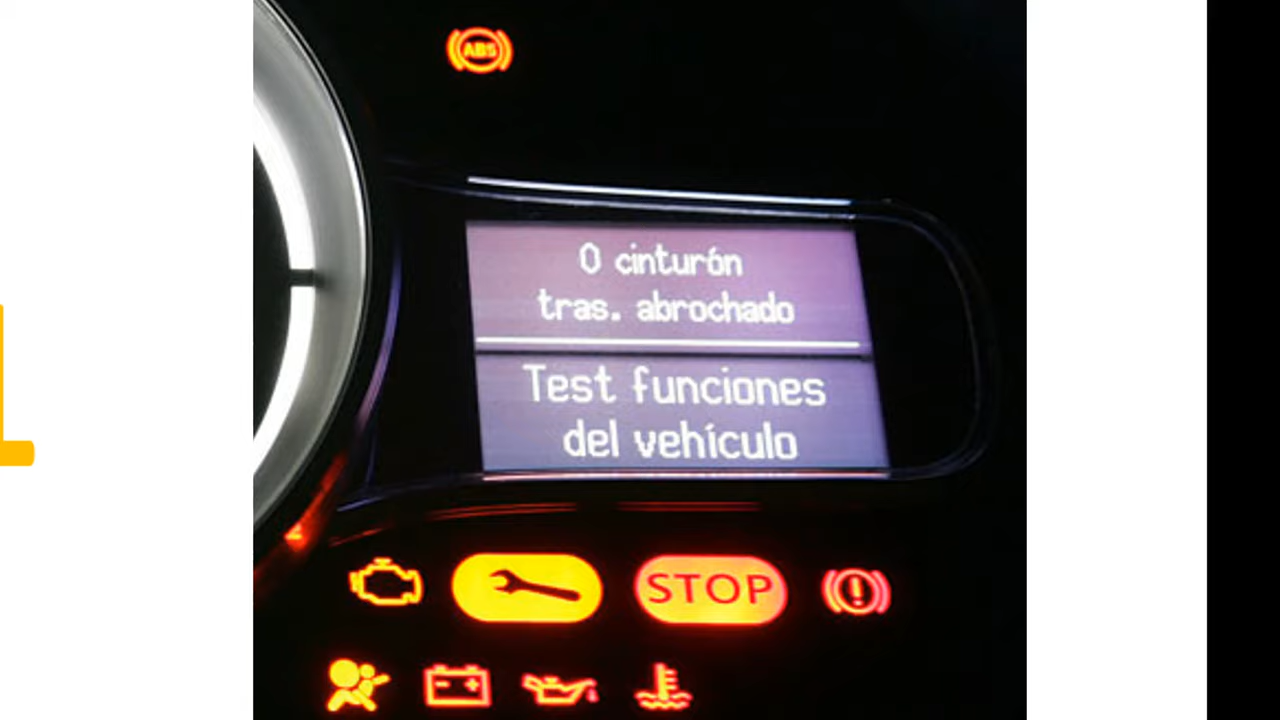 ABS
0 cinturón
tras. abrochado
Test funciones
del vehículo
STOP